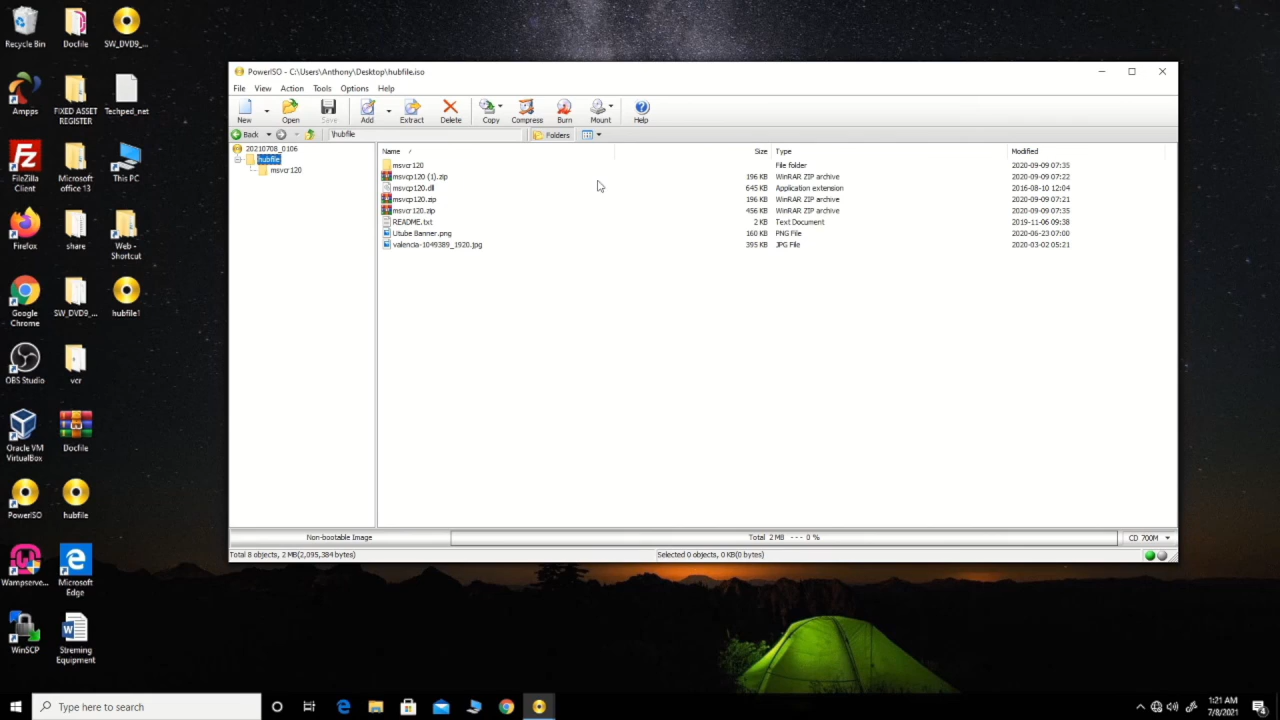 Recycle Bin
Docfile
SW_DVD9_...
Ampps
FIXED ASSET
REGISTER
Techped_net
FileZilla
Client
Microsoft
office 13
This PC
Firefox
share
Web -
Shortcut
Google
Chrome
SW_DVD9_...
hubfile1
OBS Studio
vcr
Oracle VM
VirtualBox
Docfile
PowerISO
hubfile
Wampserve...
Microsoft
Edge
WinSCP
Streming
Equipment
PowerISO - C:\Users\Anthony\Desktop\hubfile.iso
File View Action Tools Options Help
New Open Save Add Extract Delete Copy Compress Burn Mount Help
Back \hubfile Folders
20210708_0106
hubfile
msvcr120
Name Size Type Modified
msvcr120 File folder 2020-09-09 07:35
msvcp120 (1).zip 196 KB WinRAR ZIP archive 2020-09-09 07:22
msvcp120.dll 645 KB Application extension 2016-08-10 12:04
msvcp120.zip 196 KB WinRAR ZIP archive 2020-09-09 07:21
msvcr120.zip 456 KB WinRAR ZIP archive 2020-09-09 07:35
README.txt 2 KB Text Document 2019-11-06 09:38
Utube Banner.png 160 KB PNG File 2020-06-23 07:00
valencia-1049389_1920.jpg 395 KB JPG File 2020-03-02 05:21
Non-bootable Image Total 2 MB --- 0 % CD 700M
Total 8 objects, 2 MB(2,095,384 bytes) Selected 0 objects, 0 KB(0 bytes)
Type here to search
1:21 AM
7/8/2021
4